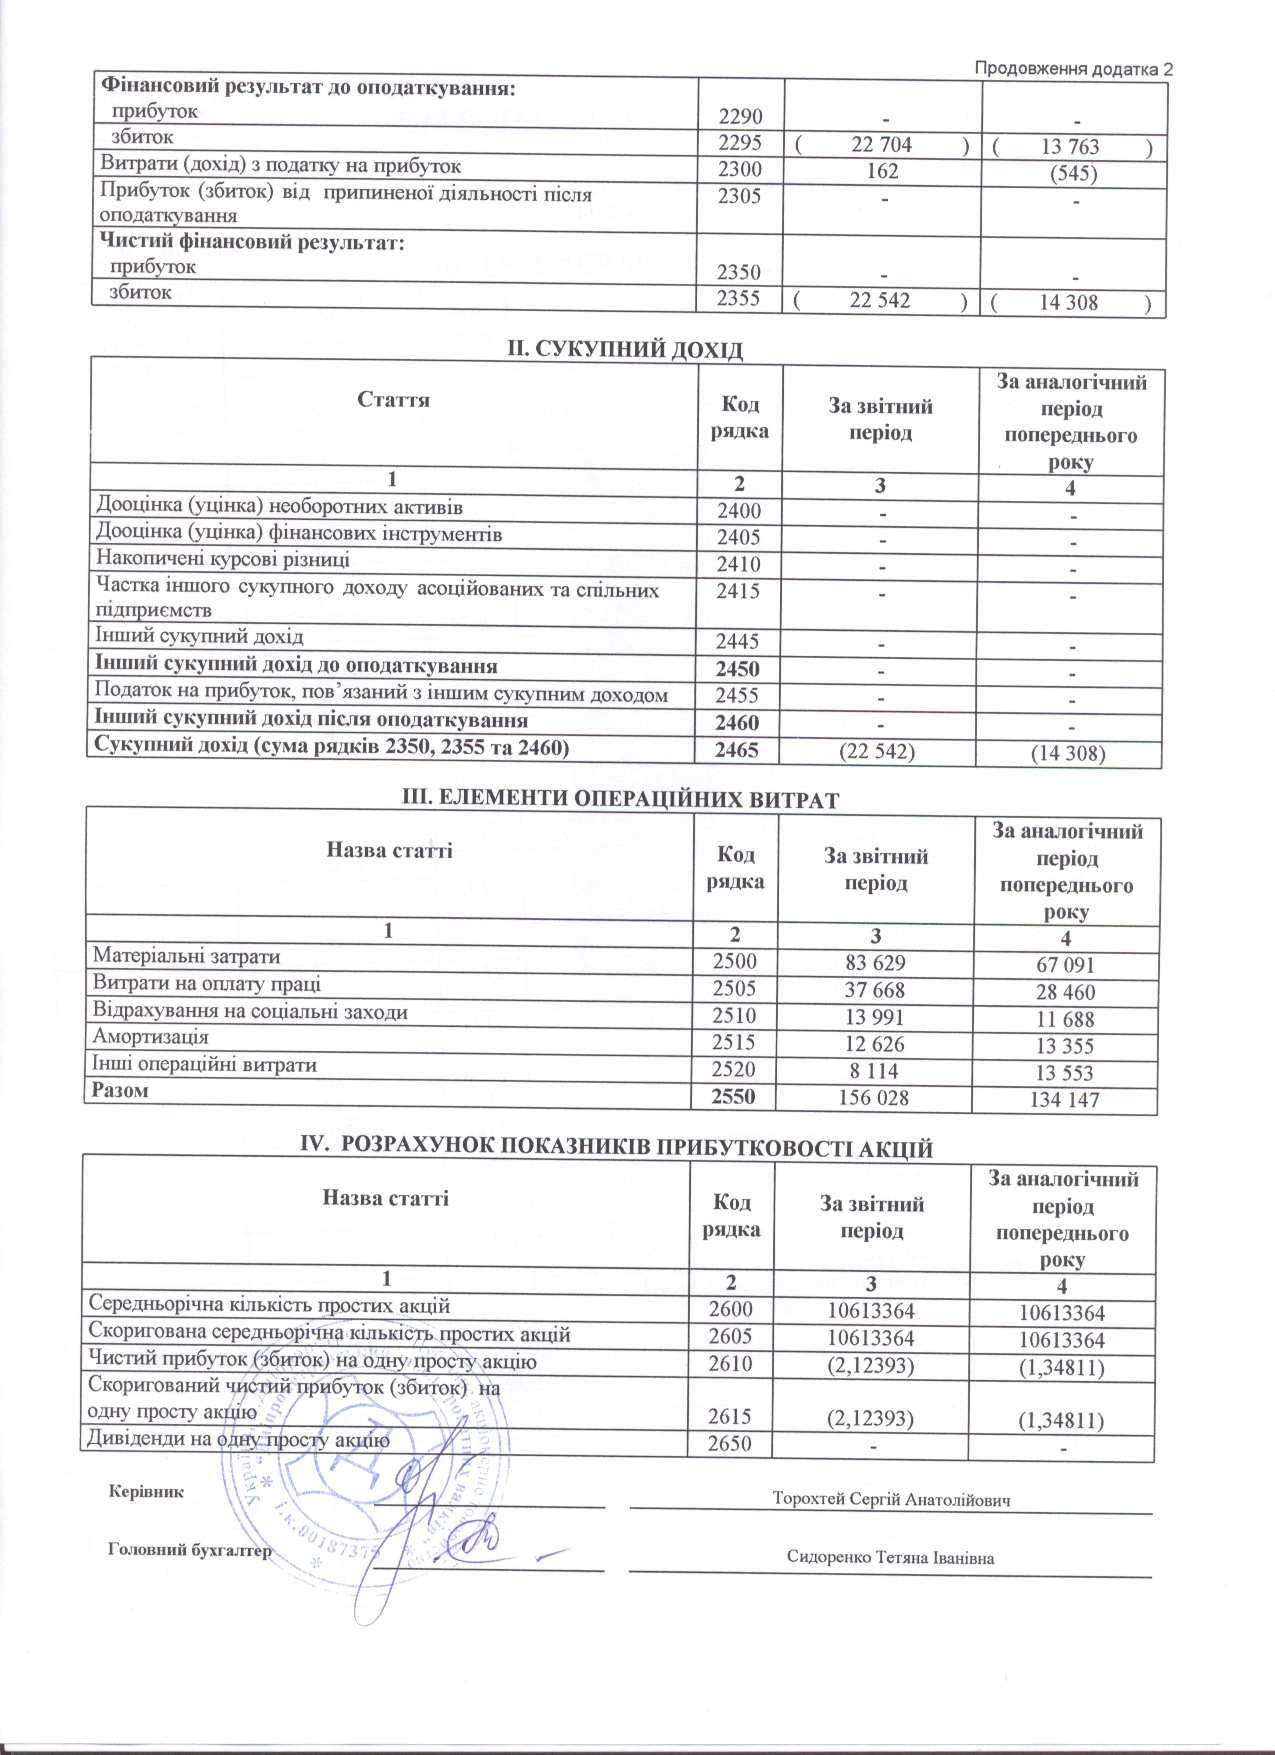 Продовження додатка 2
Фінансовий результат до оподаткування:
прибуток 2290 - -
збиток 2295 ( 22 704 ) ( 13 763 )
Витрати (дохід) з податку на прибуток 2300 162 (545)
Прибуток (збиток) від припиненої діяльності після 2305 - -
оподаткування
Чистий фінансовий результат:
прибуток 2350 - -
збиток 2355 ( 22 542 ) ( 14 308 )
II. СУКУПНИЙ ДОХІД
Стаття Код рядка За звітний період За аналогічний період попереднього року
1 2 3 4
Дооцінка (уцінка) необоротних активів 2400 - -
Дооцінка (уцінка) фінансових інструментів 2405 - -
Накопичені курсові різниці 2410 - -
Частка іншого сукупного доходу асоційованих та спільних 2415 - -
підприємств
Інший сукупний дохід 2445 - -
Інший сукупний дохід до оподаткування 2450 - -
Податок на прибуток, пов’язаний з іншим сукупним доходом 2455 - -
Інший сукупний дохід після оподаткування 2460 - -
Сукупний дохід (сума рядків 2350, 2355 та 2460) 2465 (22 542) (14 308)
III. ЕЛЕМЕНТИ ОПЕРАЦІЙНИХ ВИТРАТ
Назва статті Код рядка За звітний період За аналогічний період попереднього року
1 2 3 4
Матеріальні затрати 2500 83 629 67 091
Витрати на оплату праці 2505 37 668 28 460
Відрахування на соціальні заходи 2510 13 991 11 688
Амортизація 2515 12 626 13 355
Інші операційні витрати 2520 8 114 13 553
Разом 2550 156 028 134 147
IV. РОЗРАХУНОК ПОКАЗНИКІВ ПРИБУТКОВОСТІ АКЦІЙ
Назва статті Код рядка За звітний період За аналогічний період попереднього року
1 2 3 4
Середньорічна кількість простих акцій 2600 10613364 10613364
Скоригована середньорічна кількість простих акцій 2605 10613364 10613364
Чистий прибуток (збиток) на одну просту акцію 2610 (2,12393) (1,34811)
Скоригований чистий прибуток (збиток) на
одну просту акцію 2615 (2,12393) (1,34811)
Дивіденди на одну просту акцію 2650 - -
Керівник Торохтей Сергій Анатолійович
Головний бухгалтер Сидоренко Тетяна Іванівна
і.к.00187375